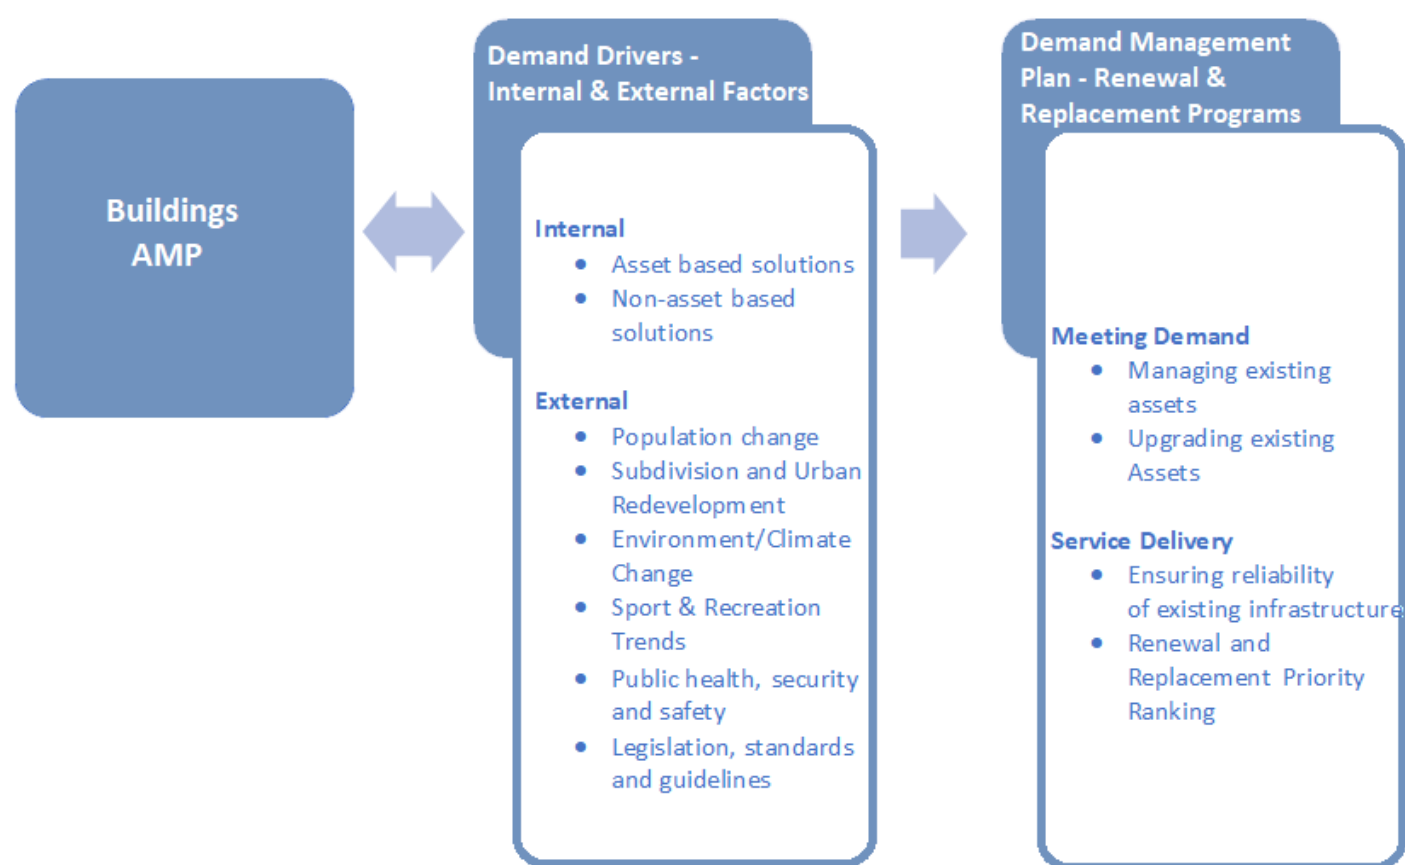 Buildings
AMP
Demand Drivers -
Internal & External Factors
Internal
• Asset based solutions
• Non-asset based
solutions
External
• Population change
• Subdivision and Urban
Redevelopment
• Environment/Climate
Change
• Sport & Recreation
Trends
• Public health, security
and safety
• Legislation, standards
and guidelines
Demand Management
Plan - Renewal &
Replacement Programs
Meeting Demand
• Managing existing
assets
• Upgrading existing
Assets
Service Delivery
• Ensuring reliability
of existing infrastructure
• Renewal and
Replacement Priority
Ranking